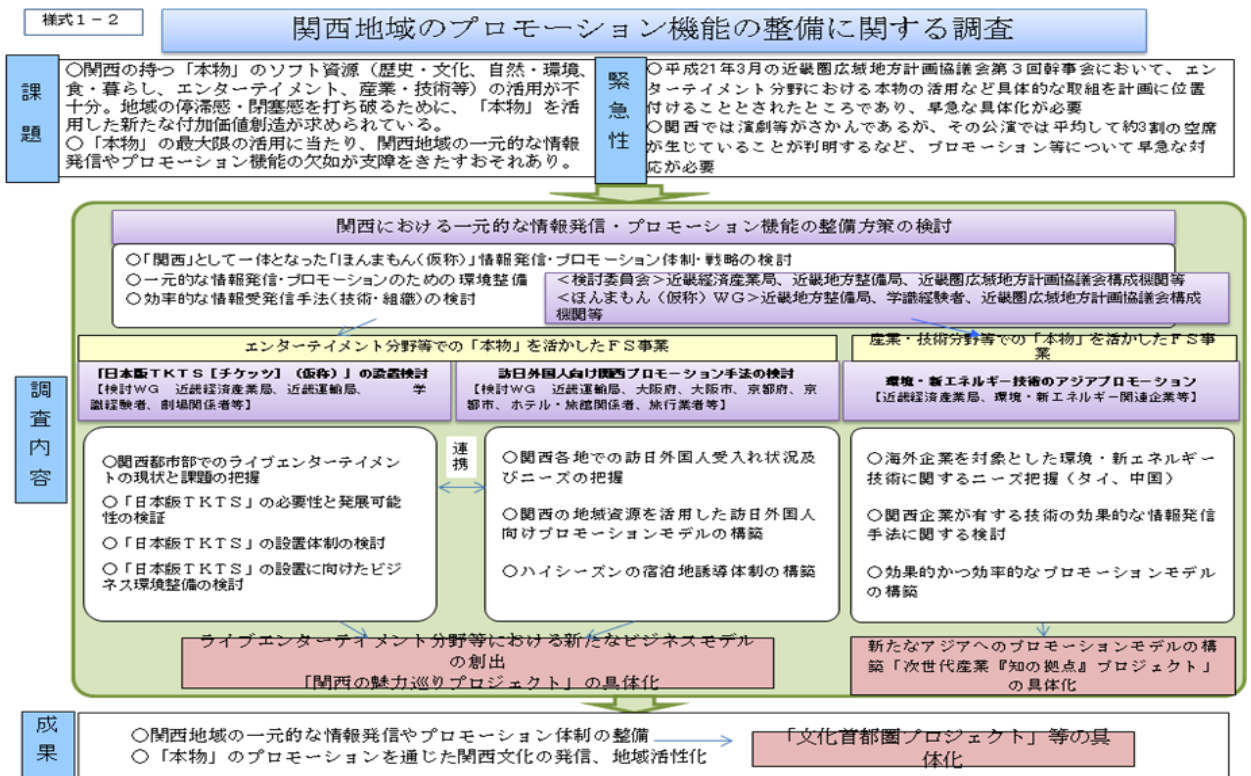 様式１－２
関西地域のプロモーション機能の整備に関する調査
課
題
○関西の持つ「本物」のソフト資源（歴史・文化、自然・環境、
食・暮らし、エンターテイメント、産業・技術等）の活用が不
十分。地域の停滞感・閉塞感を打ち破るために、「本物」を活
用した新たな付加価値創造が求められている。
○「本物」の最大限の活用に当たり、関西地域の一元的な情報
発信やプロモーション機能の欠如が支障をきたすおそれあり。
緊
急
性
○平成21年3月の近畿圏広域地方計画協議会第３回幹事会において、エン
ターテイメント分野における本物の活用など具体的な取組を計画に位置
付けることとされたところであり、早急な具体化が必要
○関西では演劇等がさかんであるが、その公演では平均して約3割の空席
が生じていることが判明するなど、プロモーション等について早急な対
応が必要
関西における一元的な情報発信・プロモーション機能の整備方策の検討
○「関西」として一体となった「ほんまもん（仮称）」情報発信・プロモーション体制・戦略の検討
○一元的な情報発信・プロモーションのための環境整備
○効率的な情報受発信手法（技術・組織）の検討
＜検討委員会＞近畿経済産業局、近畿地方整備局、近畿圏広域地方計画協議会構成機関等
＜ほんまもん（仮称）ＷＧ＞近畿地方整備局、学識経験者、近畿圏広域地方計画協議会構成
機関等
エンターテイメント分野等での「本物」を活かしたＦＳ事業
産業・技術分野等での「本物」を活かしたＦＳ事
業
調
査
内
容
「日本版ＴＫＴＳ［チケッツ］（仮称）」の設置検討
【検討ＷＧ　近畿経済産業局、近畿運輸局、　　　学
識経験者、劇場関係者等】
訪日外国人向け関西プロモーション手法の検討
【検討ＷＧ　近畿運輸局、大阪府、大阪市、京都府、京
都市、ホテル・旅館関係者、旅行業者等】
環境・新エネルギー技術のアジアプロモーション
【近畿経済産業局、環境・新エネルギー関連企業等】
○関西都市部でのライブエンターテイメン
トの現状と課題の把握
○「日本版ＴＫＴＳ」の必要性と発展可能
性の検証
○「日本版ＴＫＴＳ」の設置体制の検討
○「日本版ＴＫＴＳ」の設置に向けたビジ
ネス環境整備の検討
連
携
○関西各地での訪日外国人受入れ状況及
びニーズの把握
○関西の地域資源を活用した訪日外国人
向けプロモーションモデルの構築
○ハイシーズンの宿泊地誘導体制の構築
○海外企業を対象とした環境・新エネルギー
技術に関するニーズ把握（タイ、中国）
○関西企業が有する技術の効果的な情報発信
手法に関する検討
○効果的かつ効率的なプロモーションモデル
の構築
ライブエンターテイメント分野等における新たなビジネスモデル
の創出
「関西の魅力巡りプロジェクト」の具体化
新たなアジアへのプロモーションモデルの構
築「次世代産業『知の拠点』プロジェクト」
の具体化
成
果
○関西地域の一元的な情報発信やプロモーション体制の整備
○「本物」のプロモーションを通じた関西文化の発信、地域活性化
「文化首都圏プロジェクト」等の具
体化